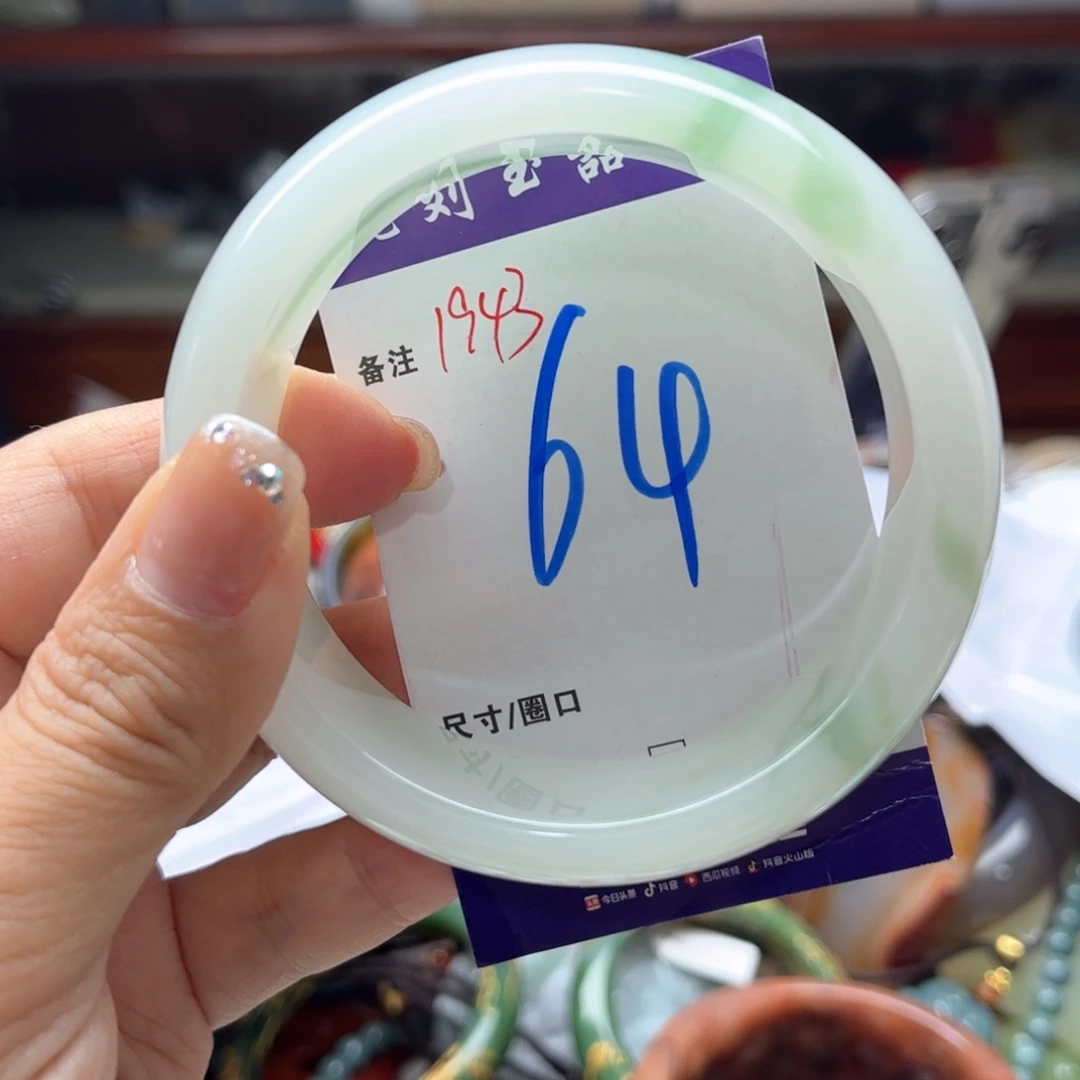 刘玉器
备注 1943
64
尺寸/圈口
今日头条 抖音 西瓜视频 抖音火山版